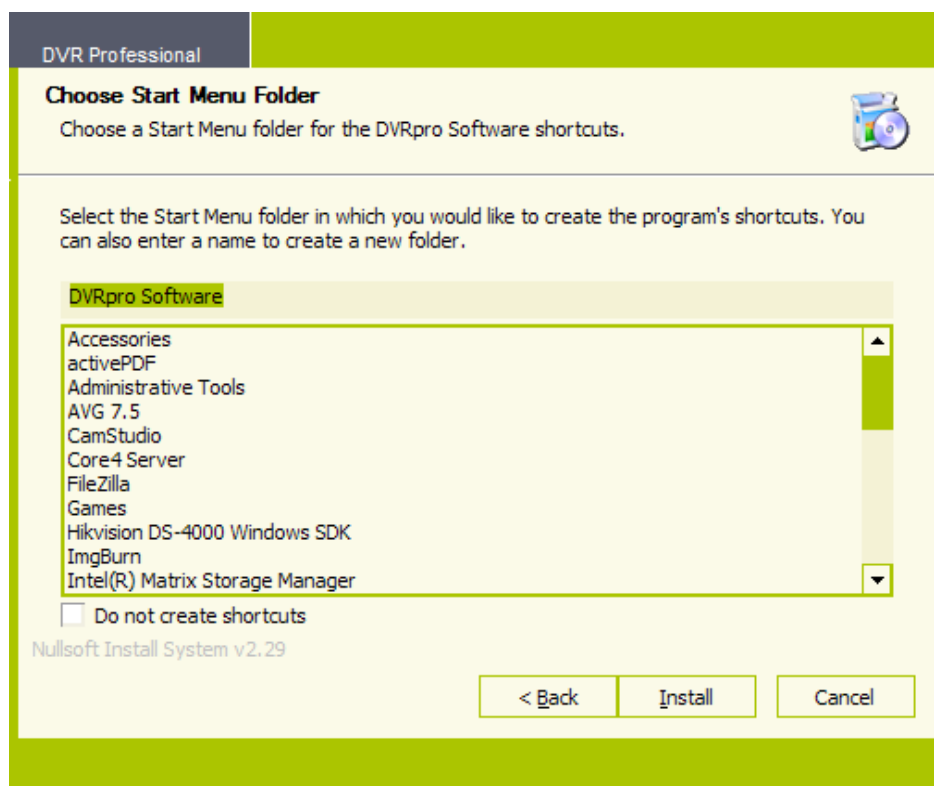 DVR Professional
Choose Start Menu Folder
Choose a Start Menu folder for the DVRpro Software shortcuts.
Select the Start Menu folder in which you would like to create the program's shortcuts. You
can also enter a name to create a new folder.
DVRpro Software
Accessories
activePDF
Administrative Tools
AVG 7.5
CamStudio
Core4 Server
FileZilla
Games
Hikvision DS-4000 Windows SDK
ImgBurn
Intel(R) Matrix Storage Manager
Do not create shortcuts
Nullsoft Install System v2.29
< Back Install Cancel